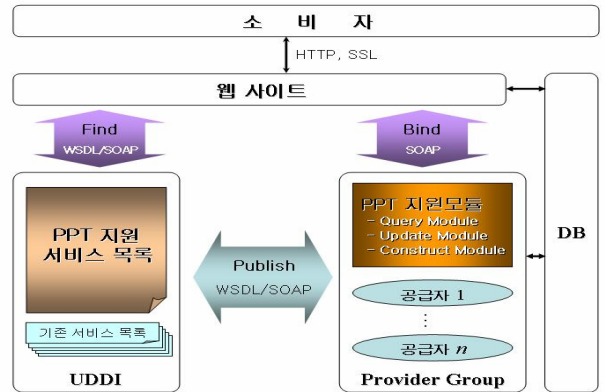 소 비 자
HTTP, SSL
웹 사이트
Find
WSDL/SOAP
Bind
SOAP
PPT 지원
서비스 목록
기존 서비스 목록
UDDI
Publish
WSDL/SOAP
PPT 지원모듈
- Query Module
- Update Module
- Construct Module
공급자 1
⋮
공급자 n
Provider Group
DB